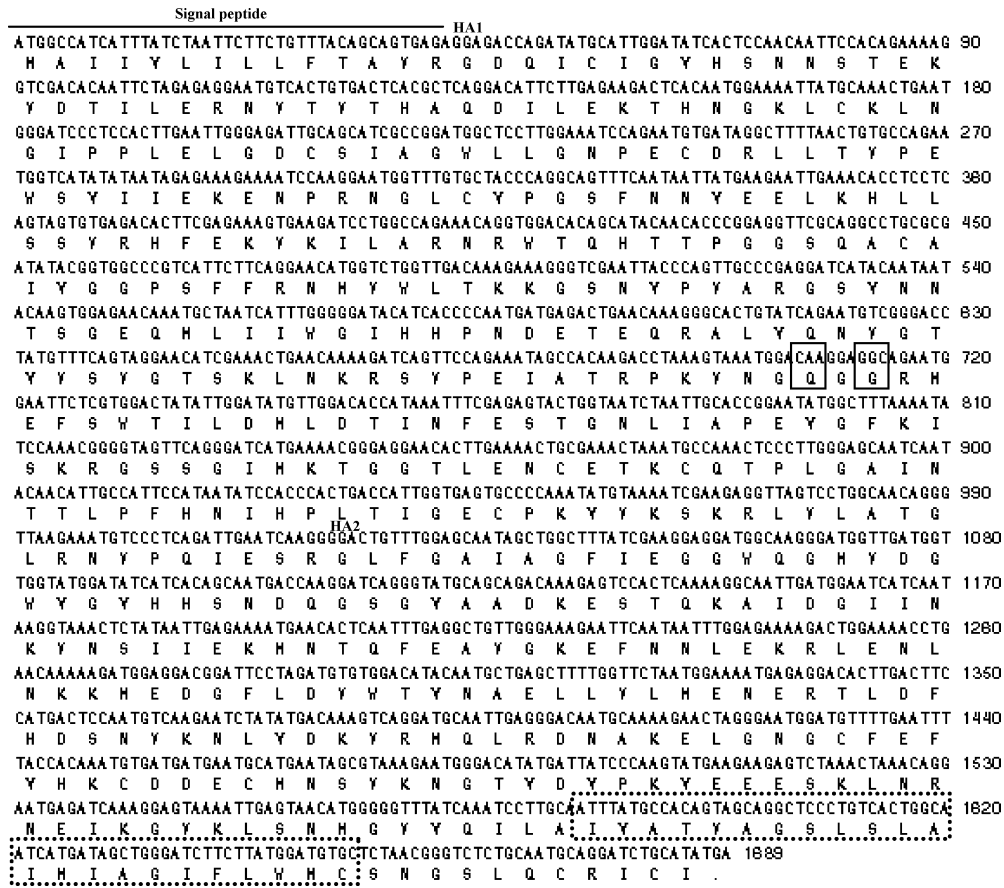 Signal peptide
HA1
ATGGCCATCATTTATCTAATTCTTCTGTTTACAGCAGTGAGAGGAGACCAGATATGCATTGGATATCACTCCAACAATTCCACAGAAAAG 90
M A I I Y L I L L F T A V R G D Q I C I G Y H S N N S T E K
GTCGACACAATTCTAGAGAGGAATGTCACTGTGACTCACGCTCAGGACATTCTTGAGAAGACTCACAATGGAAAATTATGCAAACTGAAT 180
V D T I L E R N V T V T H A Q D I L E K T H N G K L C K L N
GGGATCCCTCCACTTGAATTGGGAGATTGCAGCATCGCCGGATGGCTCCTTGGAAATCCAGAATGTGATAGGCTTTTAACTGTGCCAGAA 270
G I P P L E L G D C S I A G W L L G N P E C D R L L T V P E
TGGTCATATATAATAGAGAAAGAAAATCCAAGGAATGGTTTGTGCTACCCAGGCAGTTTCAATAATTATGAAGAATTGAAACACCTCCTC 360
W S Y I I E K E N P R N G L C Y P G S F N N Y E E L K H L L
AGTAGTGTGAGACACTTCGAGAAAGTGAAGATCCTGGCCAGAAACAGGTGGACACAGCATACAACACCCGGAGGTTCGCAGGCCTGCGCG 450
S S V R H F E K V K I L A R N R W T Q H T T P G G S Q A C A
ATATACGGTGGCCCGTCATTCTTCAGGAACATGGTCTGGTTGACAAAGAAAGGGTCGAATTACCCAGTTGCCCGAGGATCATACAATAAT 540
I Y G G P S F F R N M V W L T K K G S N Y P V A R G S Y N N
ACAAGTGGAGAACAAATGCTAATCATTTGGGGGATACATCACCCCAATGATGAGACTGAACAAAGGGCACTGTATCAGAATGTCGGGACC 630
T S G E Q M L I I W G I H H P N D E T E Q R A L Y Q N V G T
TATGTTTCAGTAGGAACATCGAAACTGAACAAAAGATCAGTTCCAGAAATAGCCACAAGACCTAAAGTAAATGGACAAGGAGGCAGAATG 720
Y V S V G T S K L N K R S V P E I A T R P K V N G Q G G R M
GAATTCTCGTGGACTATATTGGATATGTTGGACACCATAAATTTCGAGAGTACTGGTAATCTAATTGCACCGGAATATGGCTTTAAAATA 810
E F S W T I L D M L D T I N F E S T G N L I A P E Y G F K I
TCCAAACGGGGTAGTTCAGGGATCATGAAAACGGGAGGAACACTTGAAAACTGCGAAACTAAATGCCAAACTCCCTTGGGAGCAATCAAT 900
S K R G S S G I M K T G G T L E N C E T K C Q T P L G A I N
ACAACATTGCCATTCCATAATATCCACCCACTGACCATTGGTGAGTGCCCCAAATATGTAAAATCGAAGAGGTTAGTCCTGGCAACAGGG 990
T T L P F H N I H P L T I G E C P K Y V K S K R L V L A T G
HA2
TTAAGAAATGTCCCTCAGATTGAATCAAGGGGACTGTTTGGAGCAATAGCTGGCTTTATCGAAGGAGGATGGCAAGGGATGGTTGATGGT 1080
L R N V P Q I E S R G L F G A I A G F I E G G W Q G M V D G
TGGTATGGATATCATCACAGCAATGACCAAGGATCAGGGTATGCAGCAGACAAAGAGTCCACTCAAAAGGCAATTGATGGAATCATCAAT 1170
W Y G Y H H S N D Q G S G Y A A D K E S T Q K A I D G I I N
AAGGTAAACTCTATAATTGAGAAAATGAACACTCAATTTGAGGCTGTTGGGAAAGAATTCAATAATTTGGAGAAAAGACTGGAAAACCTG 1260
K V N S I I E K M N T Q F E A V G K E F N N L E K R L E N L
AACAAAAAGATGGAGGACGGATTCCTAGATGTGTGGACATACAATGCTGAGCTTTTGGTTCTAATGGAAAATGAGAGGACACTTGACTTC 1350
N K K M E D G F L D V W T Y N A E L L V L M E N E R T L D F
CATGACTCCAATGTCAAGAATCTATATGACAAAGTCAGGATGCAATTGAGGGACAATGCAAAAGAACTAGGGAATGGATGTTTTGAATTT 1440
H D S N V K N L Y D K V R M Q L R D N A K E L G N G C F E F
TACCACAAATGTGATGATGAATGCATGAATAGCGTAAAGAATGGGACATATGATTATCCCAAGTATGAAGAAGAGTCTAAACTAAACAGG 1530
Y H K C D D E C M N S V K N G T Y D Y P K Y E E E S K L N R
AATGAGATCAAAGGAGTAAAATTGAGTAACATGGGGGTTTATCAAATCCTTGCAATTTATGCCACAGTAGCAGGCTCCCTGTCACTGGCA 1620
N E I K G V K L S N M G V Y Q I L A I Y A T V A G S L S L A
ATCATGATAGCTGGGATCTTCTTATGGATGTGCTCTAACGGGTCTCTGCAATGCAGGATCTGCATATGA 1689
I M I A G I F L W M C S N G S L Q C R I C I .